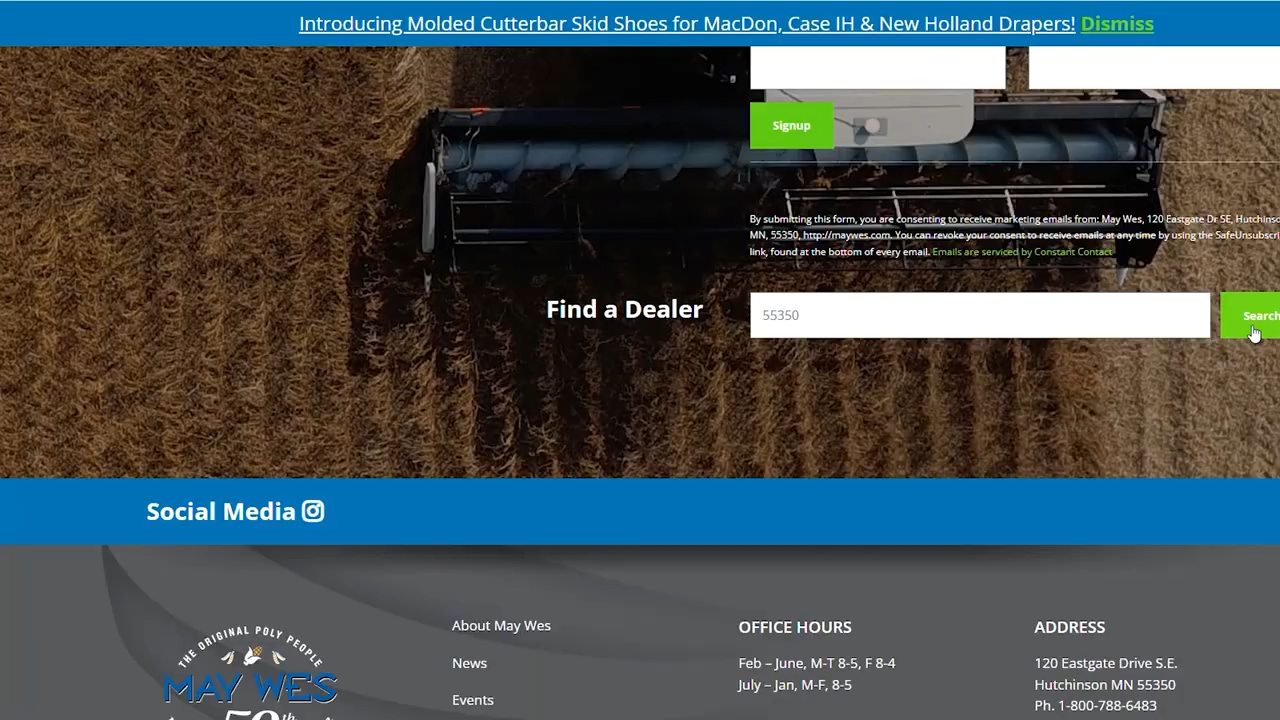 Introducing Molded Cutterbar Skid Shoes for MacDon, Case IH & New Holland Drapers! Dismiss
Signup
By submitting this form, you are consenting to receive marketing emails from: May Wes, 120 Eastgate Dr SE, Hutchinso
MN, 55350, http://maywes.com. You can revoke your consent to receive emails at any time by using the SafeUnsubscri
link, found at the bottom of every email. Emails are serviced by Constant Contact
Find a Dealer
55350
Search
Social Media
THE ORIGINAL POLY PEOPLE
MAY WES
50th
About May Wes
News
Events
OFFICE HOURS
Feb – June, M-T 8-5, F 8-4
July – Jan, M-F, 8-5
ADDRESS
120 Eastgate Drive S.E.
Hutchinson MN 55350
Ph. 1-800-788-6483